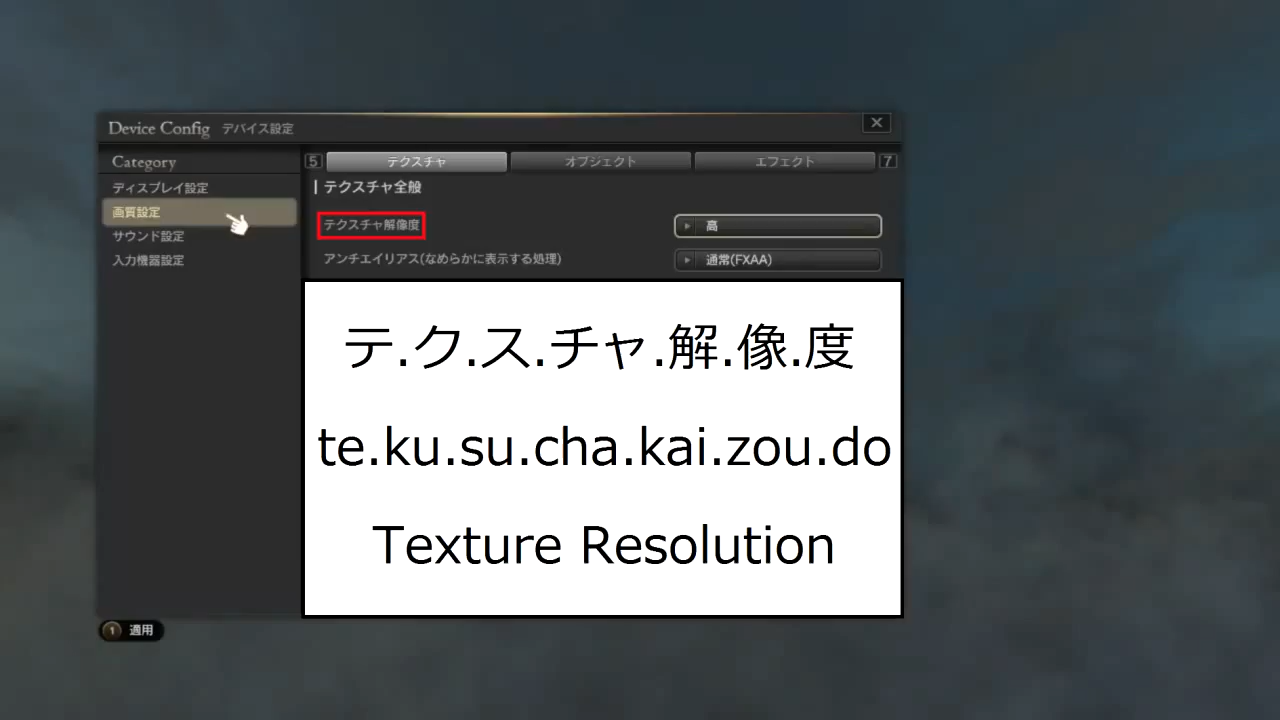 Device Config デバイス設定
Category
ディスプレイ設定
画質設定
サウンド設定
入力機器設定
5 テクスチャ オブジェクト エフェクト 7
テクスチャ全般
テクスチャ解像度 高
アンチエイリアス(なめらかに表示する処理) 通常(FXAA)
テ.ク.ス.チャ.解.像.度
te.ku.su.cha.kai.zou.do
Texture Resolution
1 適用